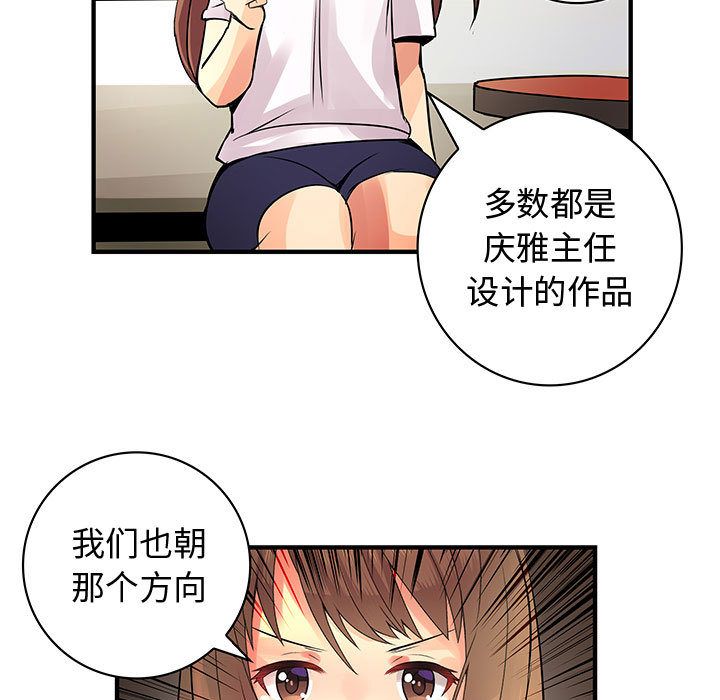 多数都是
庆雅主任
设计的作品
我们也朝
那个方向